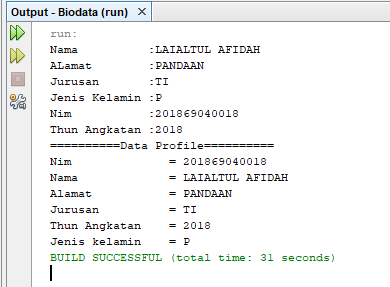 Output - Biodata (run)
run:
Nama          :LAIALTUL AFIDAH
ALamat        :PANDAAN
Jurusan       :TI
Jenis Kelamin :P
Nim           :201869040018
Thun Angkatan :2018
==========Data Profile==========
Nim              = 201869040018
Nama             = LAIALTUL AFIDAH
Alamat           = PANDAAN
Jurusan          = TI
Thun Angkatan    = 2018
Jenis kelamin    = P
BUILD SUCCESSFUL (total time: 31 seconds)